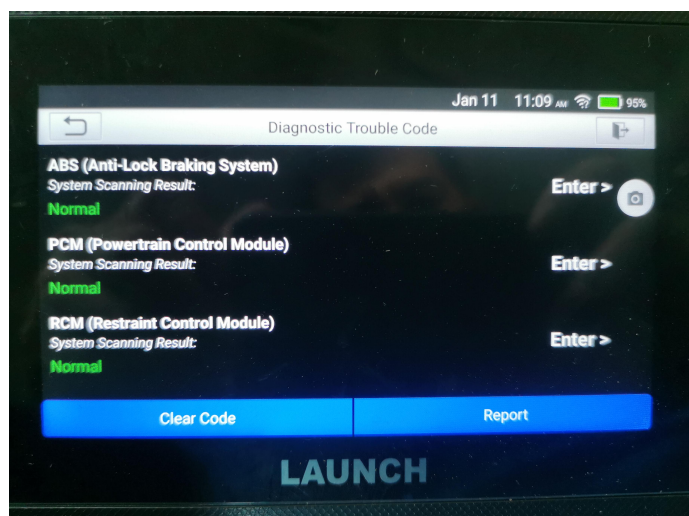 Jan 11 11:09 AM 95%
Diagnostic Trouble Code
ABS (Anti-Lock Braking System)
System Scanning Result:
Enter >
Normal
PCM (Powertrain Control Module)
System Scanning Result:
Enter >
Normal
RCM (Restraint Control Module)
System Scanning Result:
Enter >
Normal
Clear Code Report
LAUNCH